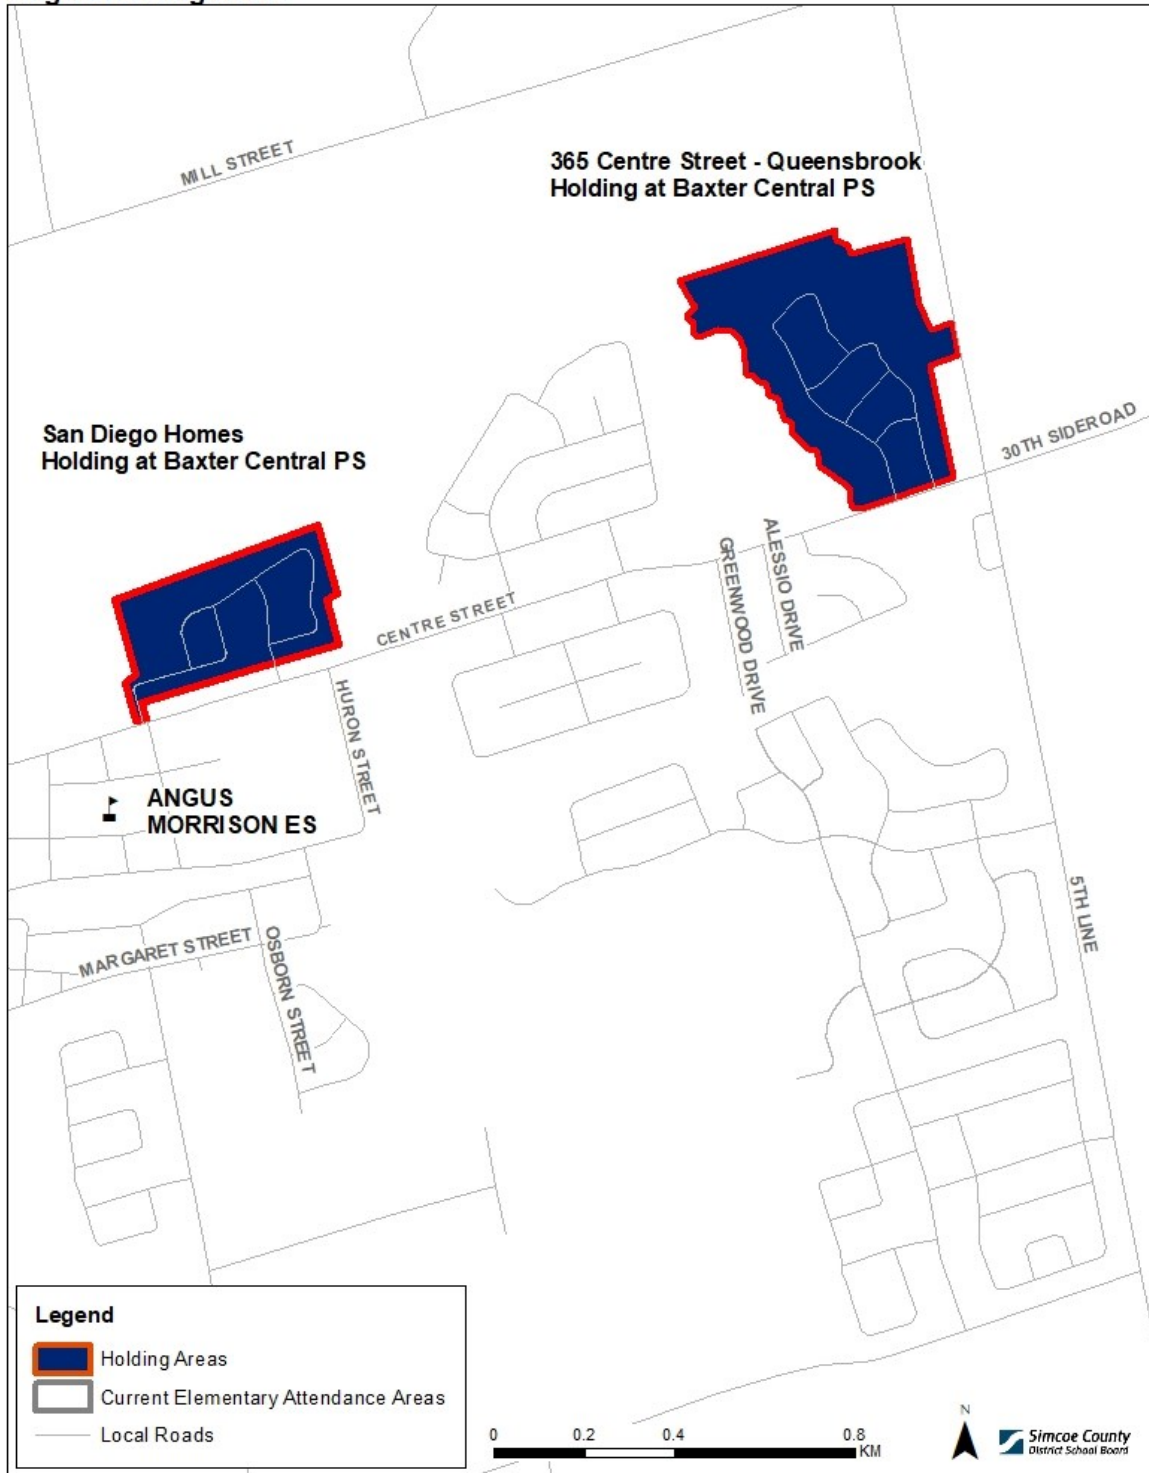 MILL STREET
365 Centre Street - Queensbrook
Holding at Baxter Central PS
San Diego Homes
Holding at Baxter Central PS
30TH SIDEROAD
ALESSIO DRIVE
GREENWOOD DRIVE
CENTRE STREET
HURON STREET
ANGUS
MORRISON ES
5TH LINE
MARGARET STREET
OSBORN STREET
Legend
Holding Areas
Current Elementary Attendance Areas
Local Roads
0 0.2 0.4 0.8
KM
N
Simcoe County
District School Board